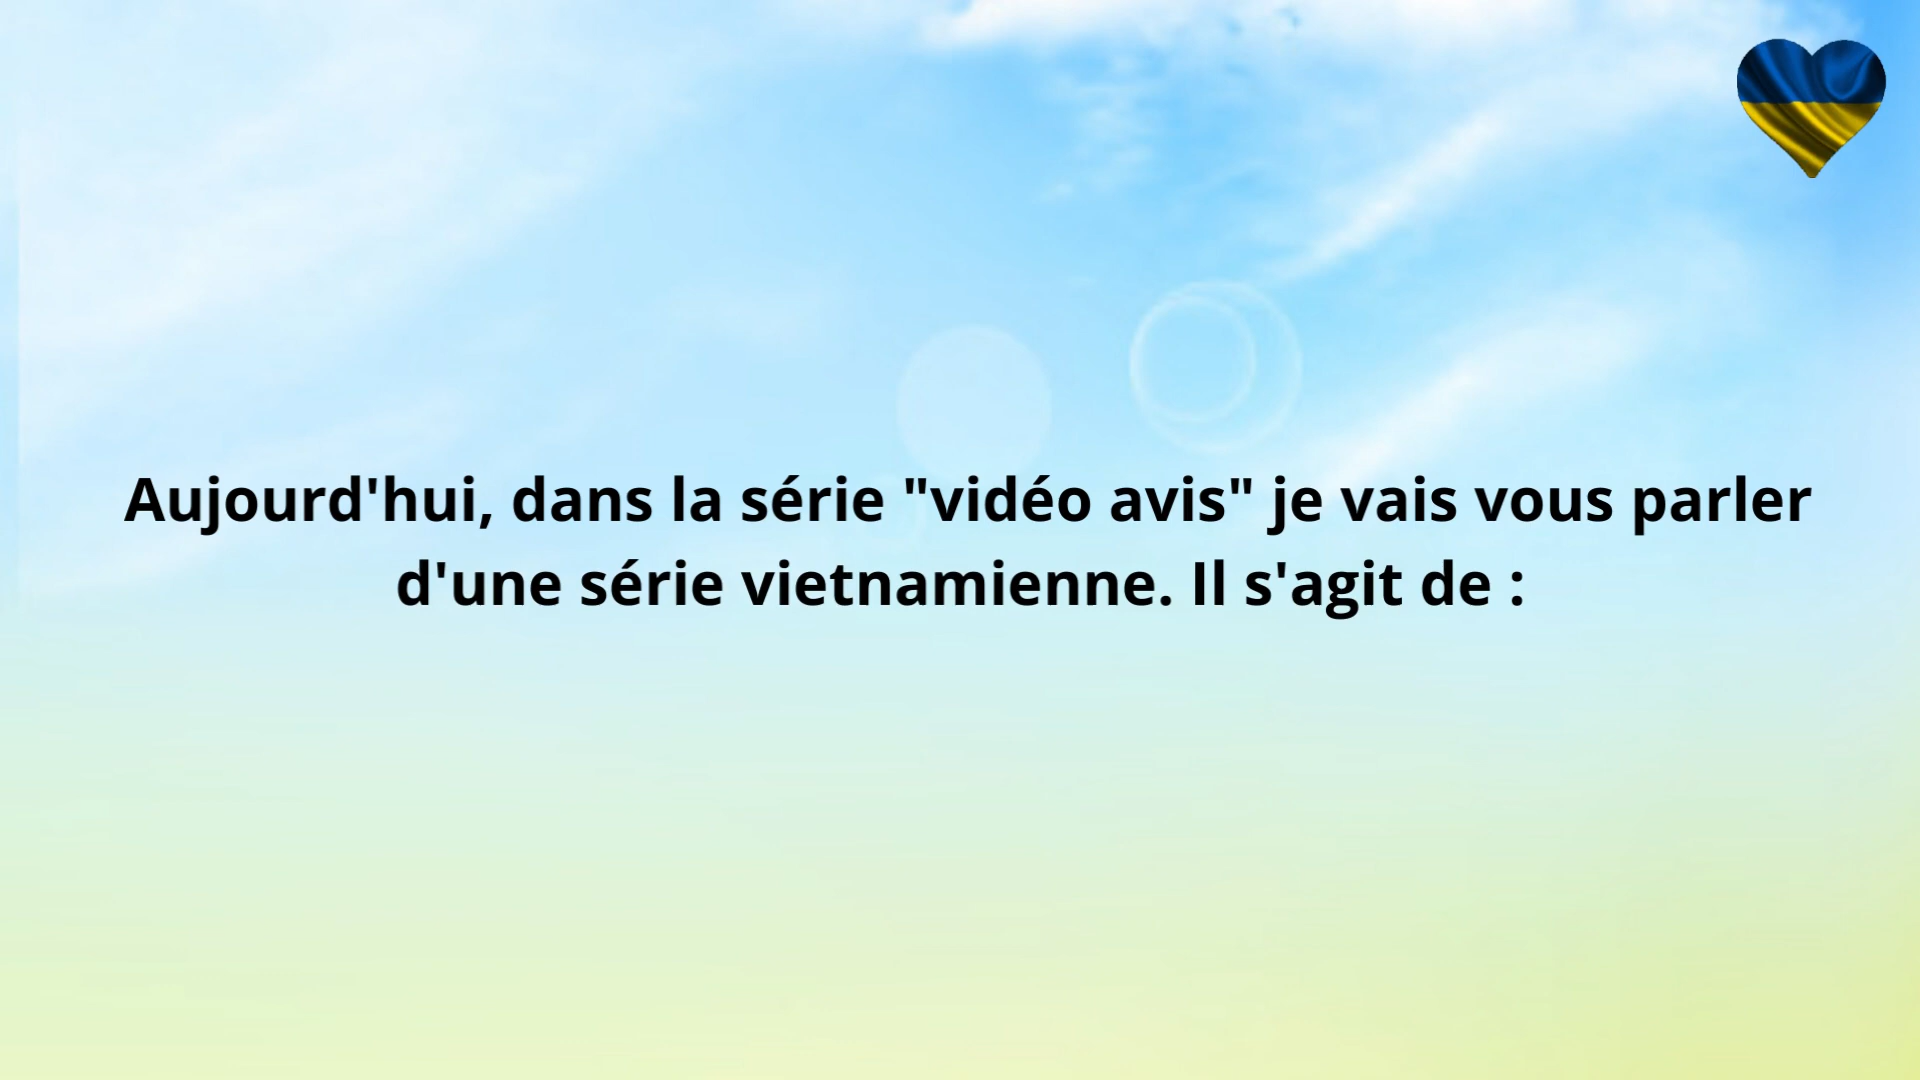 Aujourd'hui, dans la série "vidéo avis" je vais vous parler
d'une série vietnamienne. Il s'agit de :